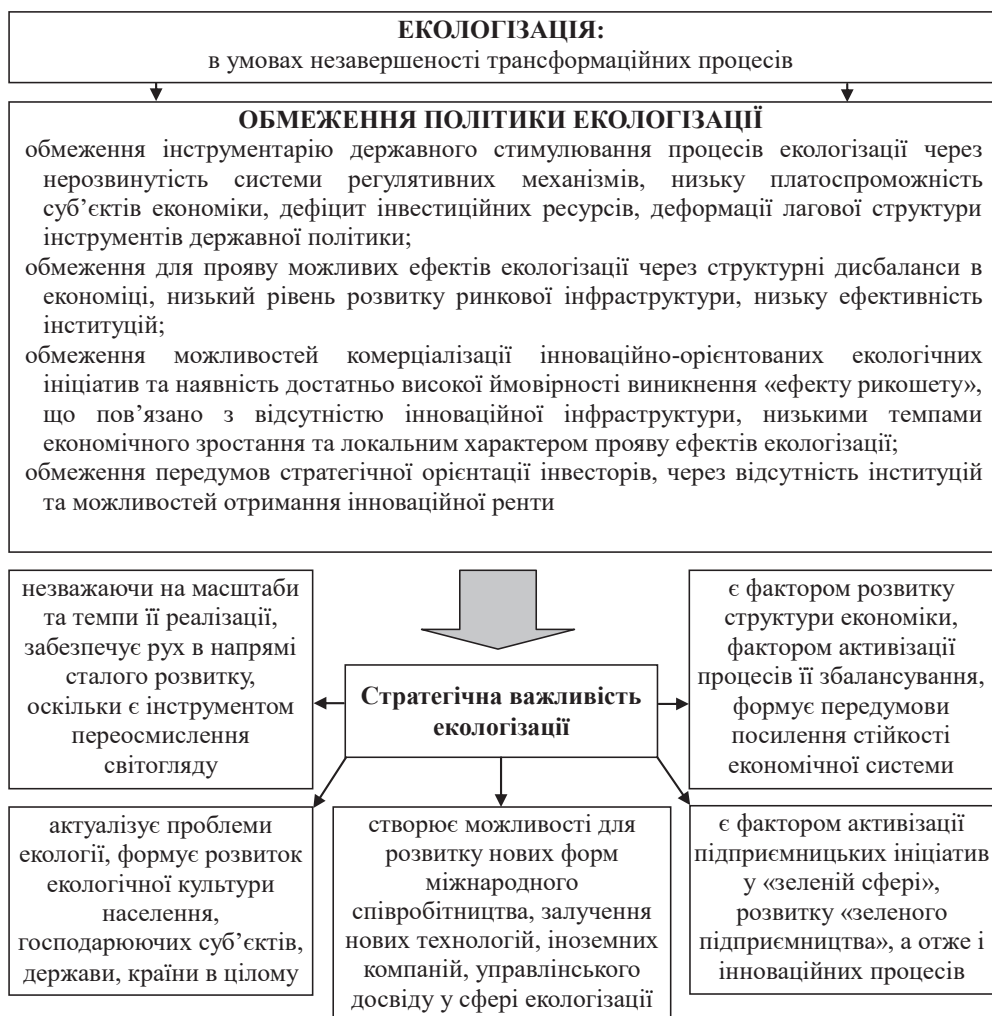 ЕКОЛОГІЗАЦІЯ:
в умовах незавершеності трансформаційних процесів
ОБМЕЖЕННЯ ПОЛІТИКИ ЕКОЛОГІЗАЦІЇ
обмеження інструментарію державного стимулювання процесів екологізації через
нерозвинутість системи регулятивних механізмів, низьку платоспроможність
суб’єктів економіки, дефіцит інвестиційних ресурсів, деформації лагової структури
інструментів державної політики;
обмеження для прояву можливих ефектів екологізації через структурні дисбаланси в
економіці, низький рівень розвитку ринкової інфраструктури, низьку ефективність
інституцій;
обмеження можливостей комерціалізації інноваційно-орієнтованих екологічних
ініціатив та наявність достатньо високої ймовірності виникнення «ефекту рикошету»,
що пов’язано з відсутністю інноваційної інфраструктури, низькими темпами
економічного зростання та локальним характером прояву ефектів екологізації;
обмеження передумов стратегічної орієнтації інвесторів, через відсутність інституцій
та можливостей отримання інноваційної ренти
незважаючи на масштаби
та темпи її реалізації,
забезпечує рух в напрямі
сталого розвитку,
оскільки є інструментом
переосмислення
світогляду
Стратегічна важливість
екологізації
є фактором розвитку
структури економіки,
фактором активізації
процесів її збалансування,
формує передумови
посилення стійкості
економічної системи
актуалізує проблеми
екології, формує розвиток
екологічної культури
населення,
господарюючих суб’єктів,
держави, країни в цілому
створює можливості для
розвитку нових форм
міжнародного
співробітництва, залучення
нових технологій, іноземних
компаній, управлінського
досвіду у сфері екологізації
є фактором активізації
підприємницьких ініціатив
у «зеленій сфері»,
розвитку «зеленого
підприємництва», а отже і
інноваційних процесів